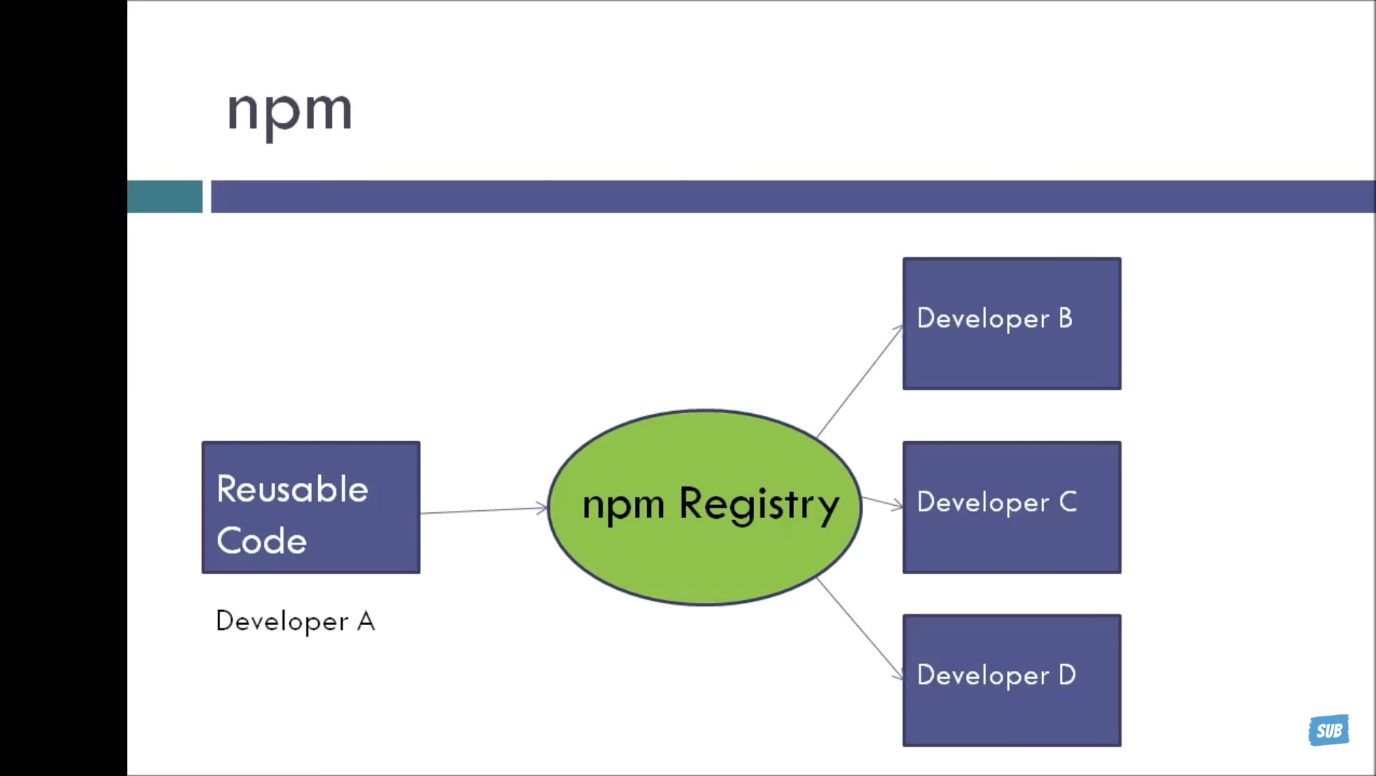 npm
Developer B
Reusable
Code
npm Registry
Developer C
Developer A
Developer D
SUB